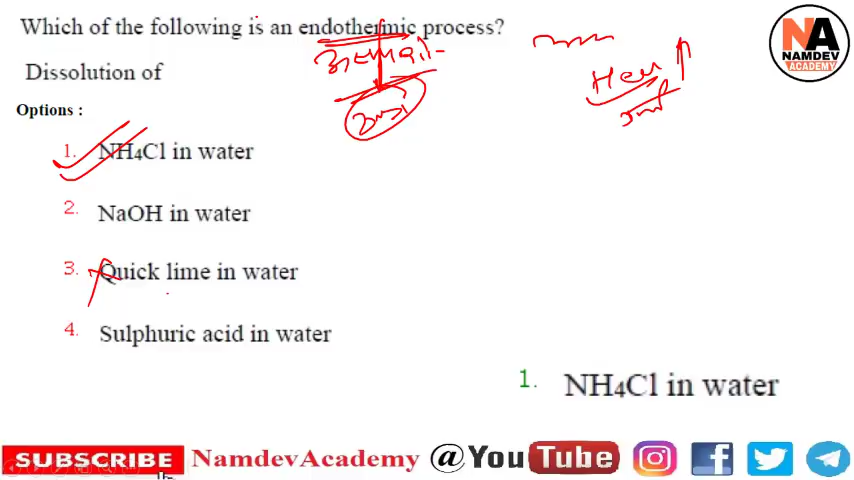 Which of the following is an endothermic process?
NAMDEV
ACADEMY
Dissolution of
Options :
1. NH4Cl in water
2. NaOH in water
3. Quick lime in water
4. Sulphuric acid in water
1. NH4Cl in water
SUBSCRIBE NamdevAcademy @YouTube